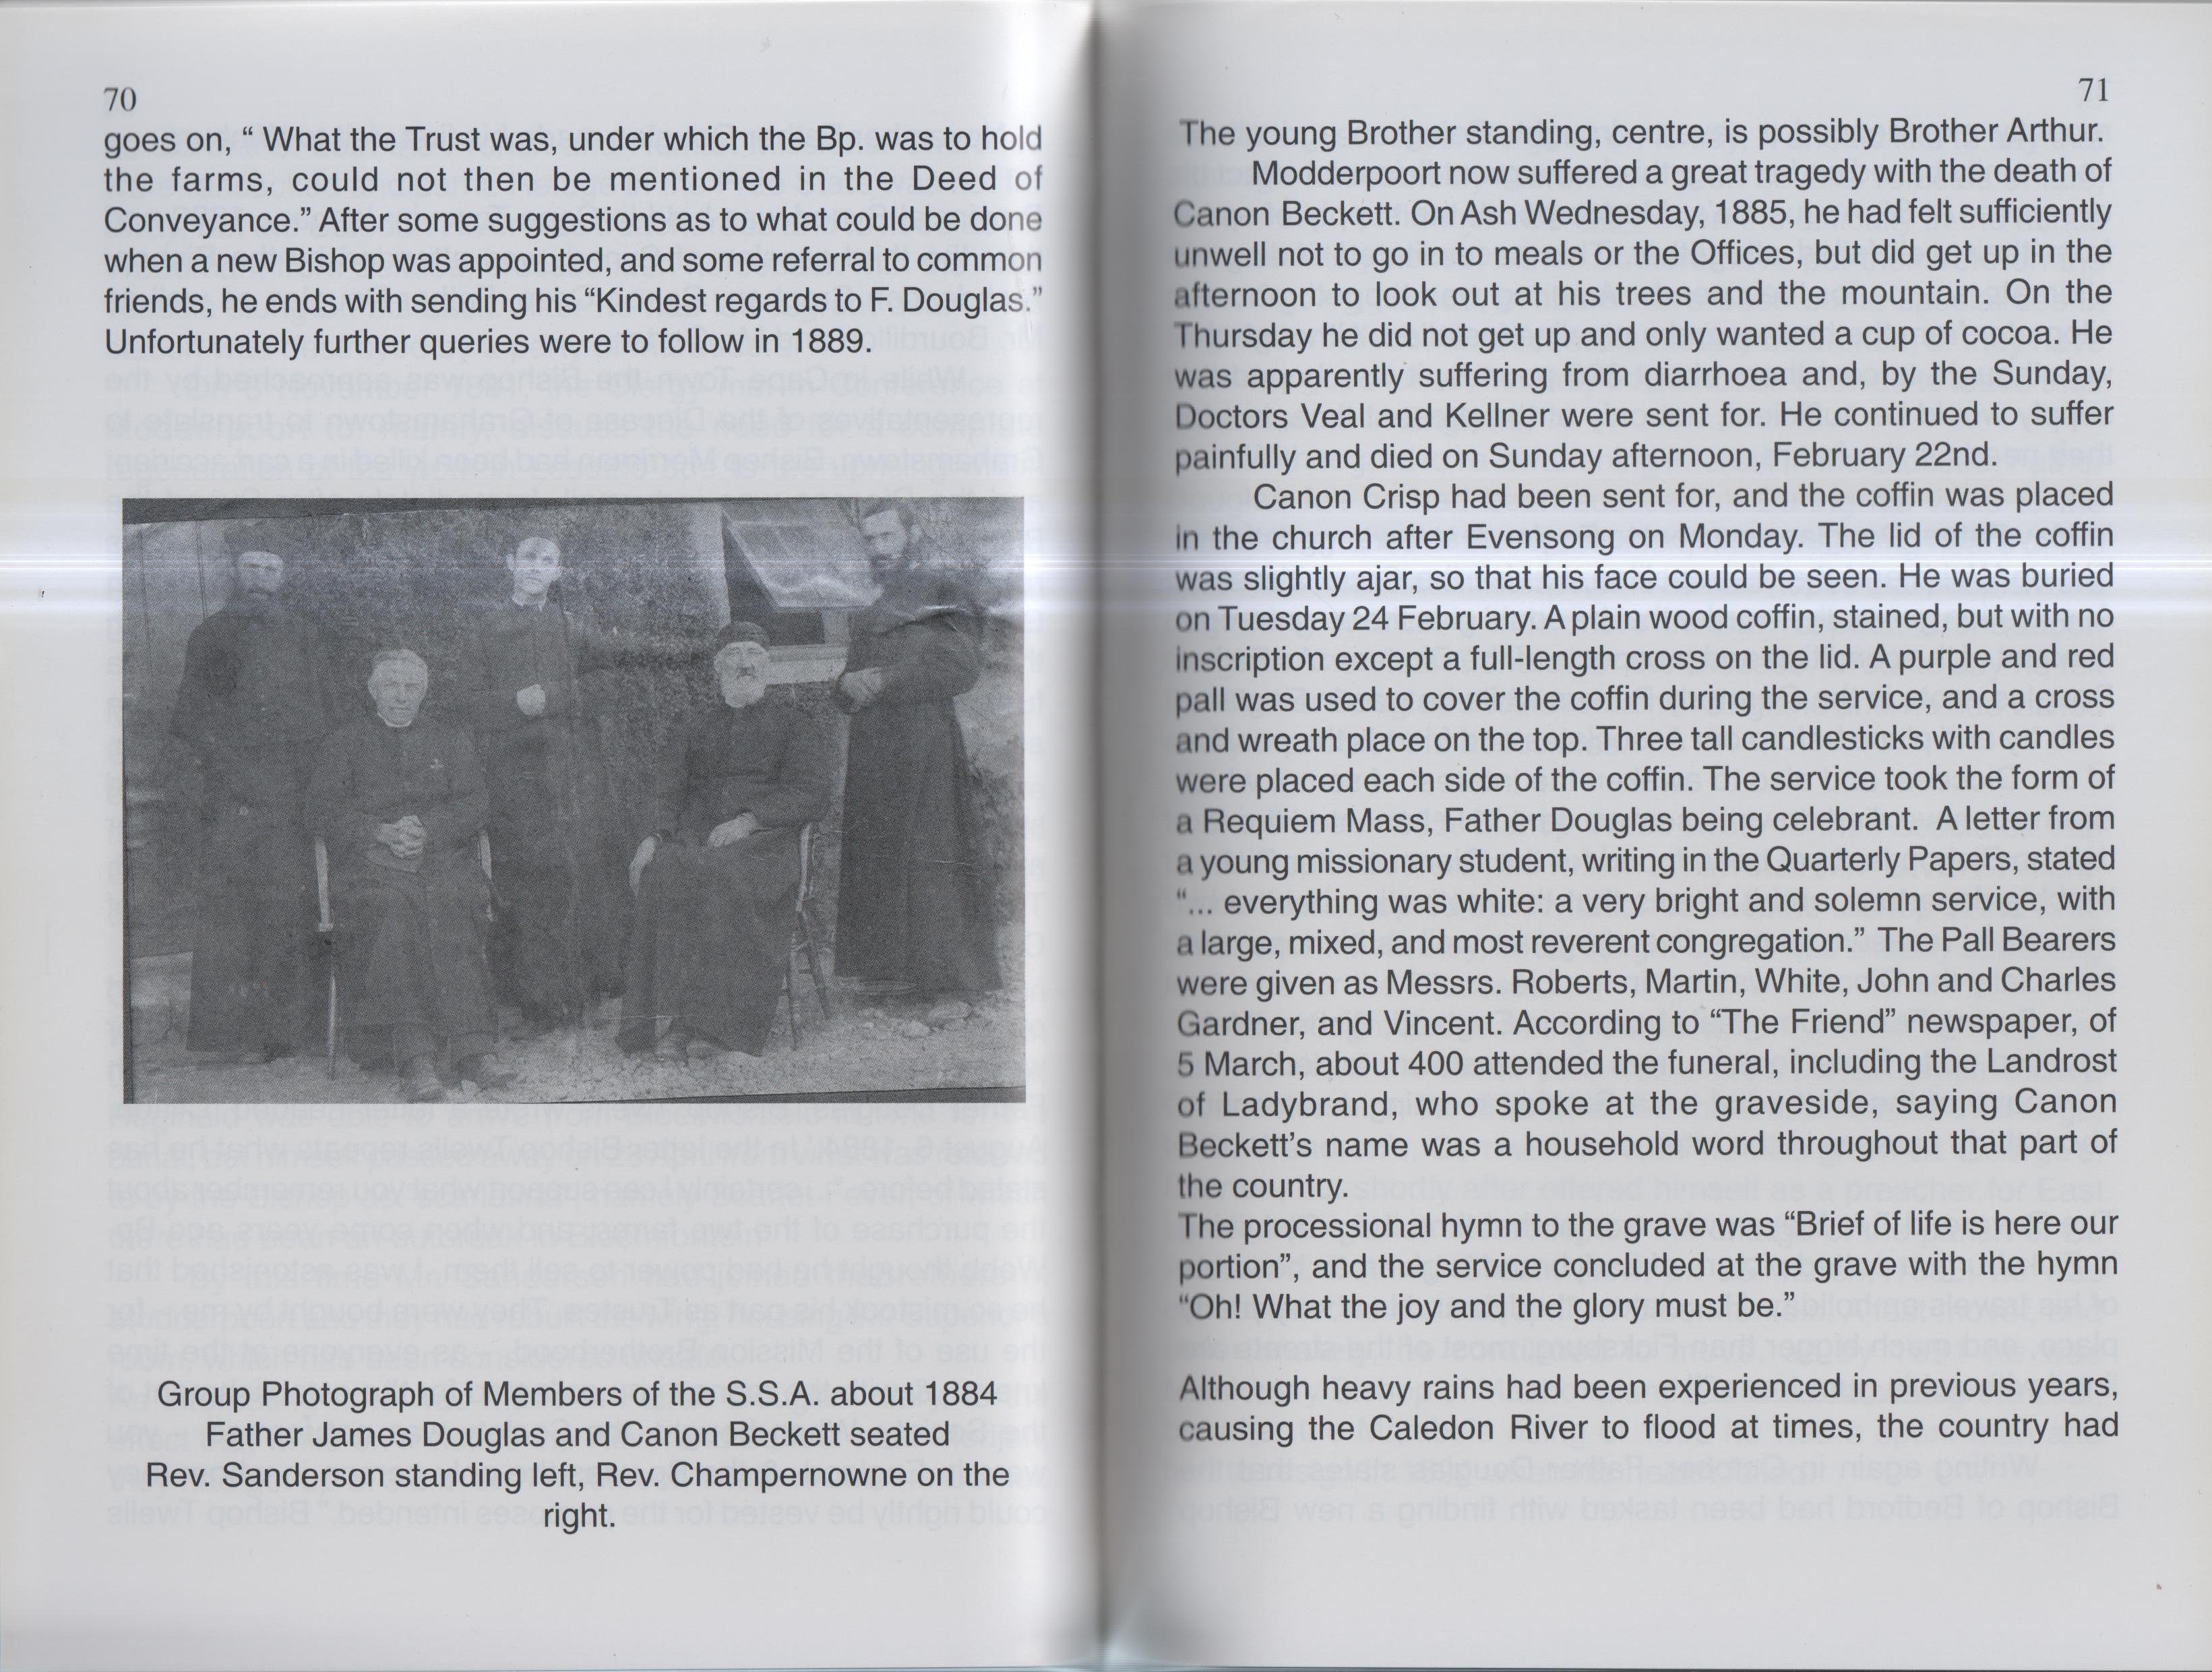 70
goes on, “ What the Trust was, under which the Bp. was to hold
the farms, could not then be mentioned in the Deed of
Conveyance.” After some suggestions as to what could be done
when a new Bishop was appointed, and some referral to common
friends, he ends with sending his “Kindest regards to F. Douglas.”
Unfortunately further queries were to follow in 1889.
Group Photograph of Members of the S.S.A. about 1884
Father James Douglas and Canon Beckett seated
Rev. Sanderson standing left, Rev. Champernowne on the
right.
71
The young Brother standing, centre, is possibly Brother Arthur.
Modderpoort now suffered a great tragedy with the death of
Canon Beckett. On Ash Wednesday, 1885, he had felt sufficiently
unwell not to go in to meals or the Offices, but did get up in the
afternoon to look out at his trees and the mountain. On the
Thursday he did not get up and only wanted a cup of cocoa. He
was apparently suffering from diarrhoea and, by the Sunday,
Doctors Veal and Kellner were sent for. He continued to suffer
painfully and died on Sunday afternoon, February 22nd.
Canon Crisp had been sent for, and the coffin was placed
in the church after Evensong on Monday. The lid of the coffin
was slightly ajar, so that his face could be seen. He was buried
on Tuesday 24 February. A plain wood coffin, stained, but with no
inscription except a full-length cross on the lid. A purple and red
pall was used to cover the coffin during the service, and a cross
and wreath place on the top. Three tall candlesticks with candles
were placed each side of the coffin. The service took the form of
a Requiem Mass, Father Douglas being celebrant. A letter from
a young missionary student, writing in the Quarterly Papers, stated
“... everything was white: a very bright and solemn service, with
a large, mixed, and most reverent congregation.” The Pall Bearers
were given as Messrs. Roberts, Martin, White, John and Charles
Gardner, and Vincent. According to “The Friend” newspaper, of
5 March, about 400 attended the funeral, including the Landrost
of Ladybrand, who spoke at the graveside, saying Canon
Beckett’s name was a household word throughout that part of
the country.
The processional hymn to the grave was “Brief of life is here our
portion”, and the service concluded at the grave with the hymn
“Oh! What the joy and the glory must be.”
Although heavy rains had been experienced in previous years,
causing the Caledon River to flood at times, the country had